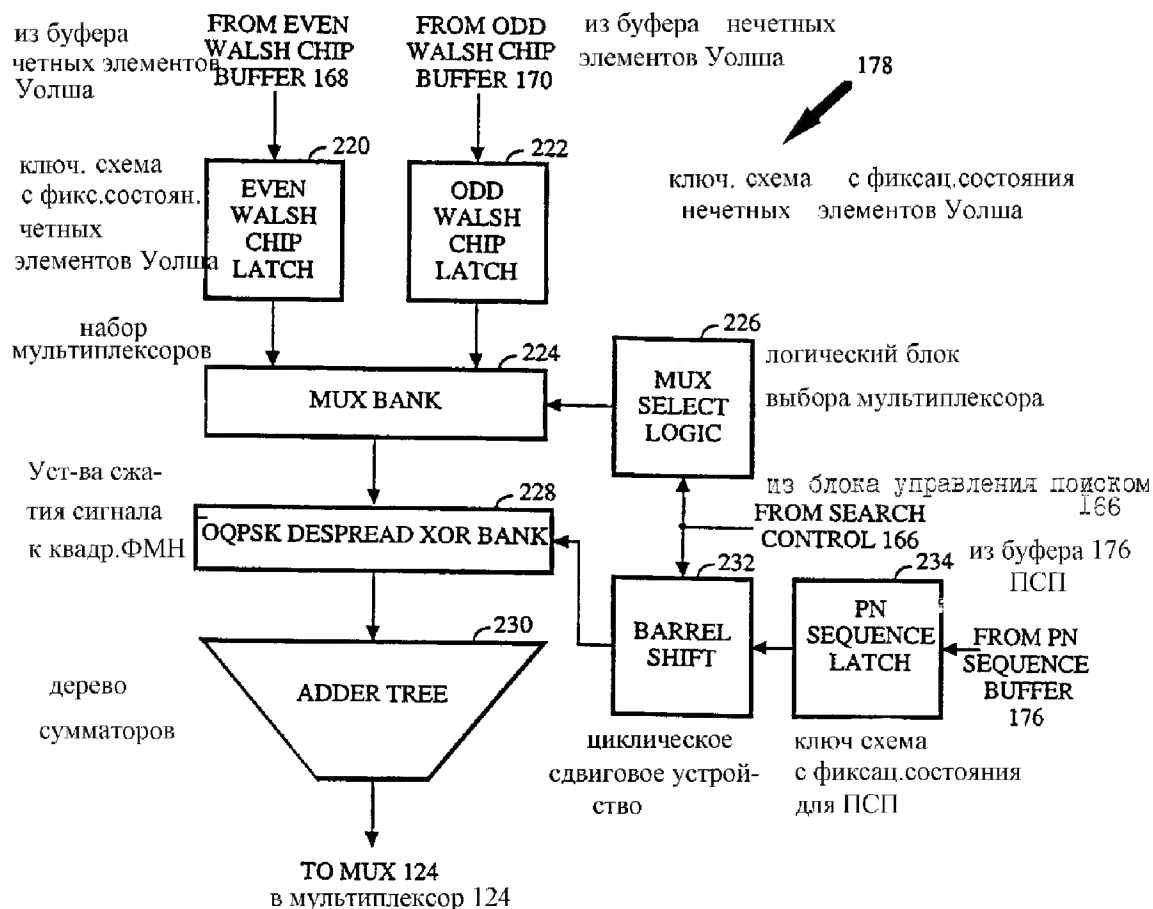 из буфера
четных элементов
Уолша
FROM EVEN
WALSH CHIP
BUFFER 168
FROM ODD
WALSH CHIP
BUFFER 170
из буфера нечетных
элементов Уолша
178
ключ. схема
с фикс.состоян.
четных
элементов Уолша
220
EVEN
WALSH
CHIP
LATCH
222
ODD
WALSH
CHIP
LATCH
ключ. схема с фиксац.состояния
нечетных элементов Уолша
набор
мультиплексоров
224
MUX BANK
226
MUX
SELECT
LOGIC
логический блок
выбора мультиплексора
Уст-ва сжа-
тия сигнала
к квадр.ФМН
228
OQPSK DESPREAD XOR BANK
из блока управления поиском
166
FROM SEARCH
CONTROL 166
из буфера 176
ПСП
232
BARREL
SHIFT
234
PN
SEQUENCE
LATCH
FROM PN
SEQUENCE
BUFFER
176
230
ADDER TREE
дерево
сумматоров
циклическое
сдвиговое устрой-
ство
ключ схема
с фиксац.состояния
для ПСП
TO MUX 124
в мультиплексор 124